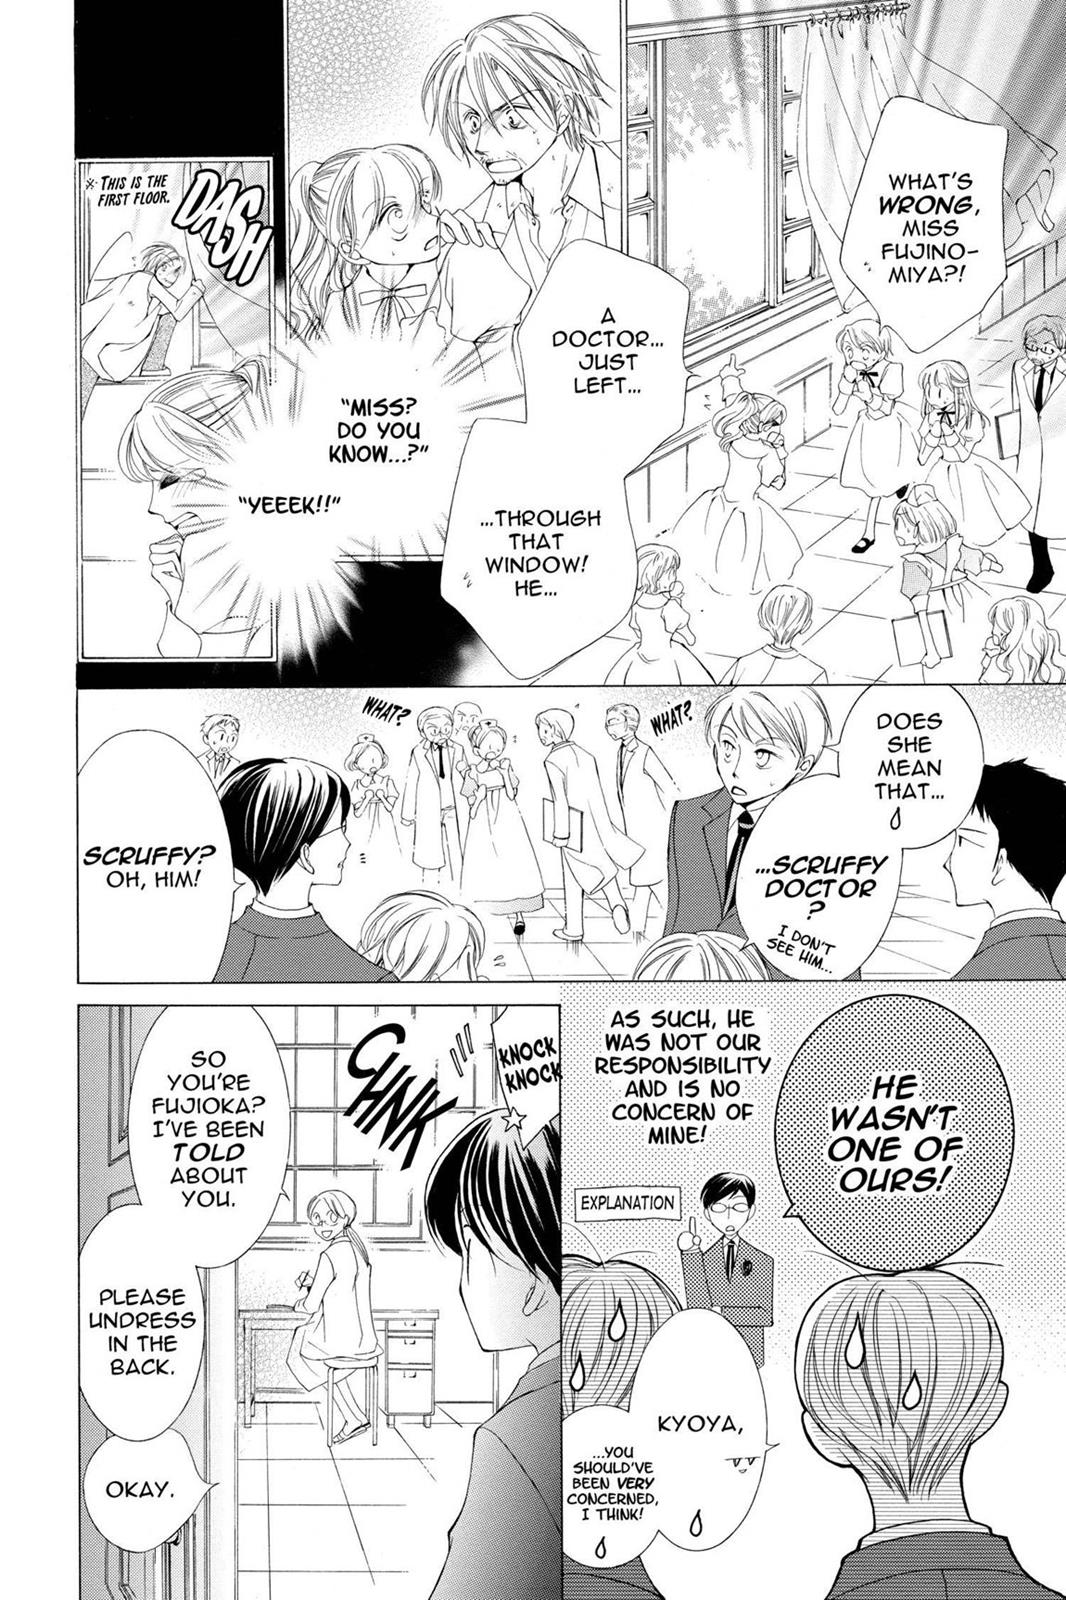 WHAT'S
WRONG,
MISS
FUJINO-
MIYA?!
A
DOCTOR...
JUST
LEFT...
...THROUGH
THAT
WINDOW!
HE...
"MISS?
DO YOU
KNOW...?"
"YEEEK!!"
※ THIS IS THE
FIRST FLOOR.
DASH
DOES
SHE
MEAN
THAT...
...SCRUFFY
DOCTOR
?
I DON'T
SEE HIM...
WHAT?
WHAT?
SCRUFFY?
OH, HIM!
HE
WASN'T
ONE OF
OURS!
AS SUCH, HE
WAS NOT OUR
RESPONSIBILITY
AND IS NO
CONCERN OF
MINE!
EXPLANATION
KYOYA,
...YOU
SHOULD'VE
BEEN VERY
CONCERNED,
I THINK!
KNOCK
KNOCK
CHNK
SO
YOU'RE
FUJIOKA?
I'VE BEEN
TOLD
ABOUT
YOU.
PLEASE
UNDRESS
IN THE
BACK.
OKAY.